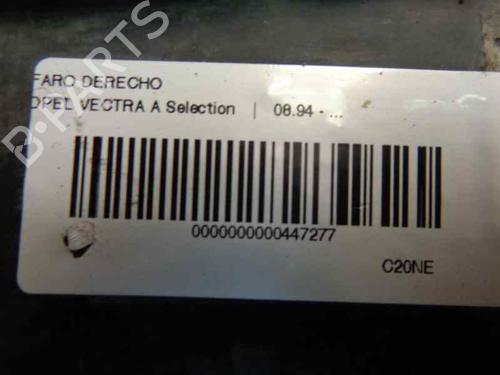 FARO DERECHO
OPEL VECTRA A Selection | 08.94 - ...
0000000000447277
C20NE
B-PARTS